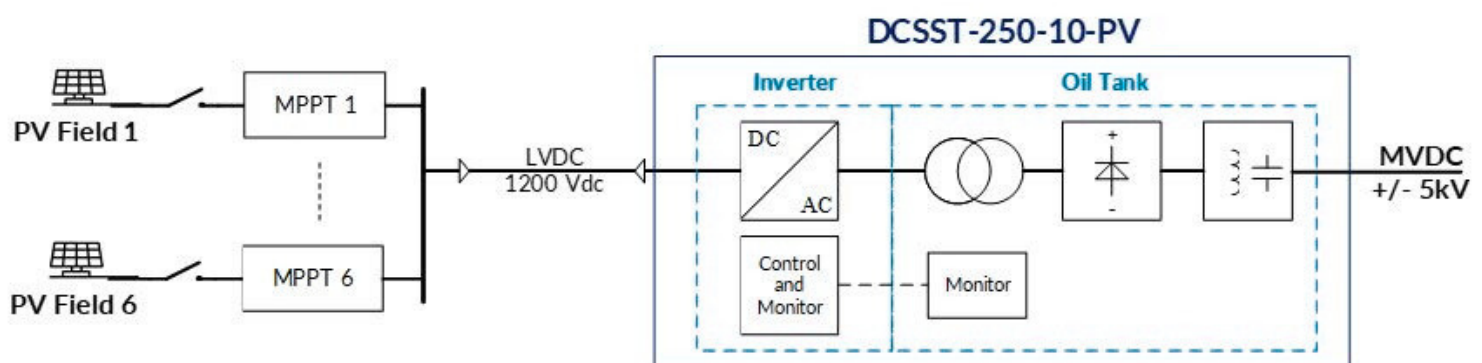 DCSST-250-10-PV
Inverter
Oil Tank
PV Field 1
MPPT 1
LVDC
1200 Vdc
DC
AC
+
-
MVDC
+/- 5kV
PV Field 6
MPPT 6
Control
and
Monitor
Monitor